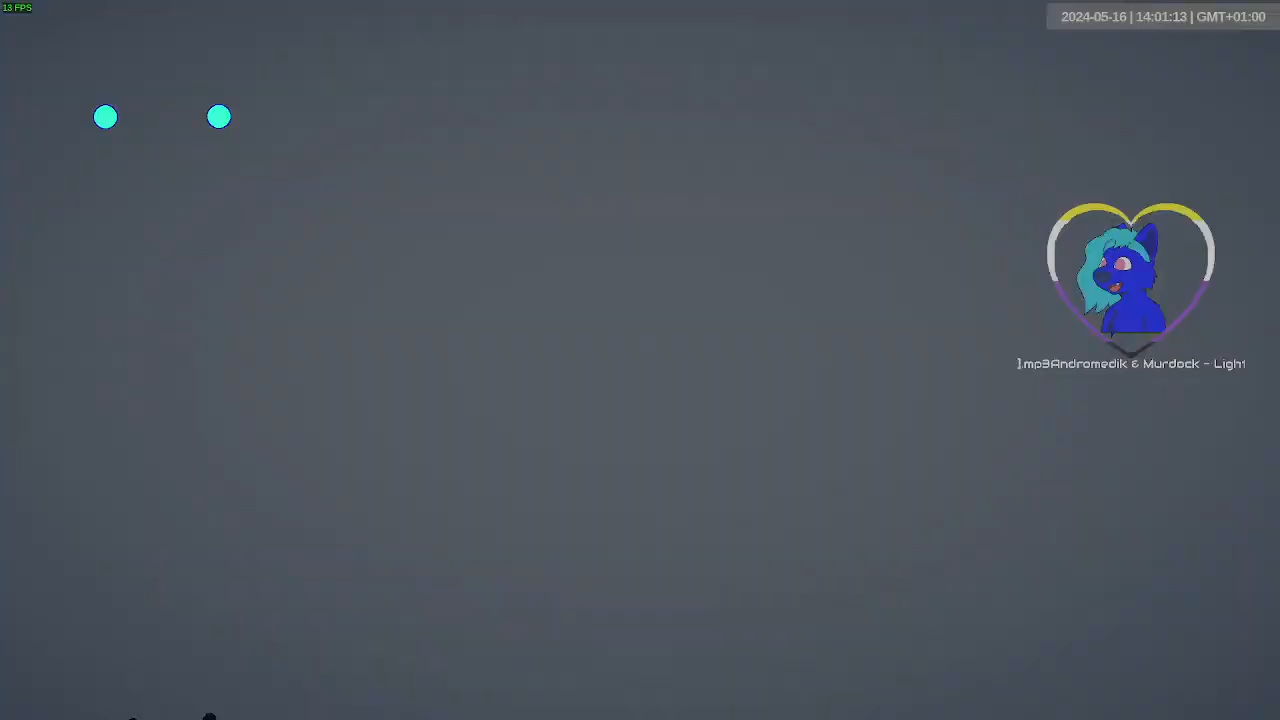 13 FPS
2024-05-16 | 14:01:13 | GMT+01:00
].mp3Andromedik & Murdock - Light